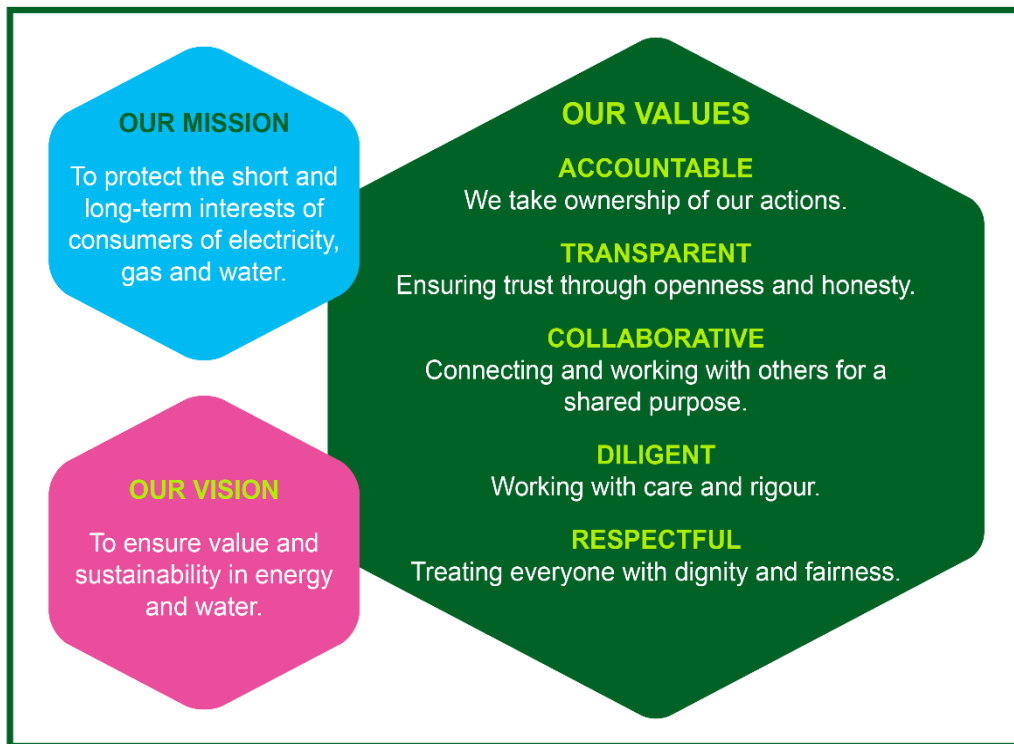 OUR MISSION
To protect the short and
long-term interests of
consumers of electricity,
gas and water.
OUR VISION
To ensure value and
sustainability in energy
and water.
OUR VALUES
ACCOUNTABLE
We take ownership of our actions.
TRANSPARENT
Ensuring trust through openness and honesty.
COLLABORATIVE
Connecting and working with others for a
shared purpose.
DILIGENT
Working with care and rigour.
RESPECTFUL
Treating everyone with dignity and fairness.